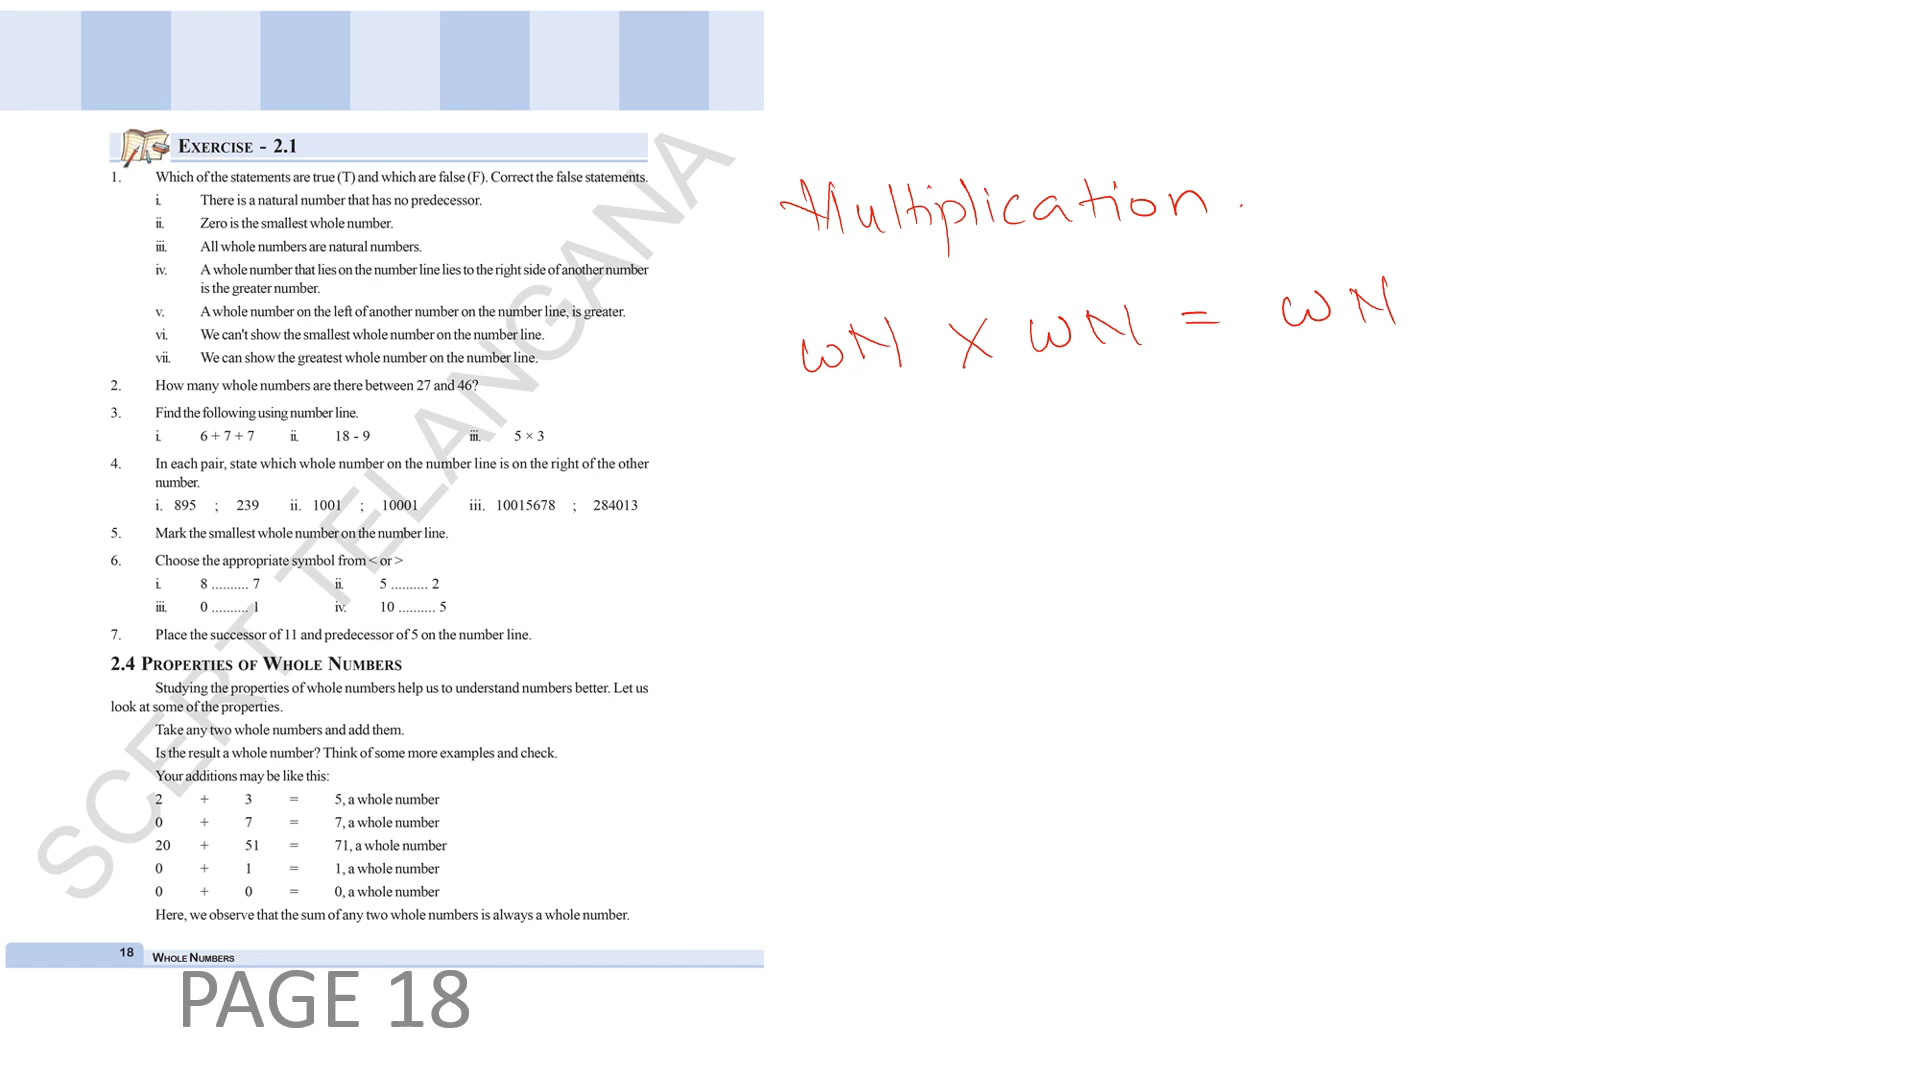 EXERCISE - 2.1
1. Which of the statements are true (T) and which are false (F). Correct the false statements.
i. There is a natural number that has no predecessor.
ii. Zero is the smallest whole number.
iii. All whole numbers are natural numbers.
iv. A whole number that lies on the number line lies to the right side of another number
is the greater number.
v. A whole number on the left of another number on the number line, is greater.
vi. We can't show the smallest whole number on the number line.
vii. We can show the greatest whole number on the number line.
2. How many whole numbers are there between 27 and 46?
3. Find the following using number line.
i. 6 + 7 + 7 ii. 18 - 9 iii. 5 × 3
4. In each pair, state which whole number on the number line is on the right of the other
number.
i. 895 ; 239 ii. 1001 ; 10001 iii. 10015678 ; 284013
5. Mark the smallest whole number on the number line.
6. Choose the appropriate symbol from < or >
i. 8 .......... 7 ii. 5 .......... 2
iii. 0 .......... 1 iv. 10 .......... 5
7. Place the successor of 11 and predecessor of 5 on the number line.
2.4 PROPERTIES OF WHOLE NUMBERS
Studying the properties of whole numbers help us to understand numbers better. Let us
look at some of the properties.
Take any two whole numbers and add them.
Is the result a whole number? Think of some more examples and check.
Your additions may be like this:
2 + 3 = 5, a whole number
0 + 7 = 7, a whole number
20 + 51 = 71, a whole number
0 + 1 = 1, a whole number
0 + 0 = 0, a whole number
Here, we observe that the sum of any two whole numbers is always a whole number.
18 WHOLE NUMBERS
PAGE 18
SCERT TELANGANA
Multiplication.
WN X WN = WN